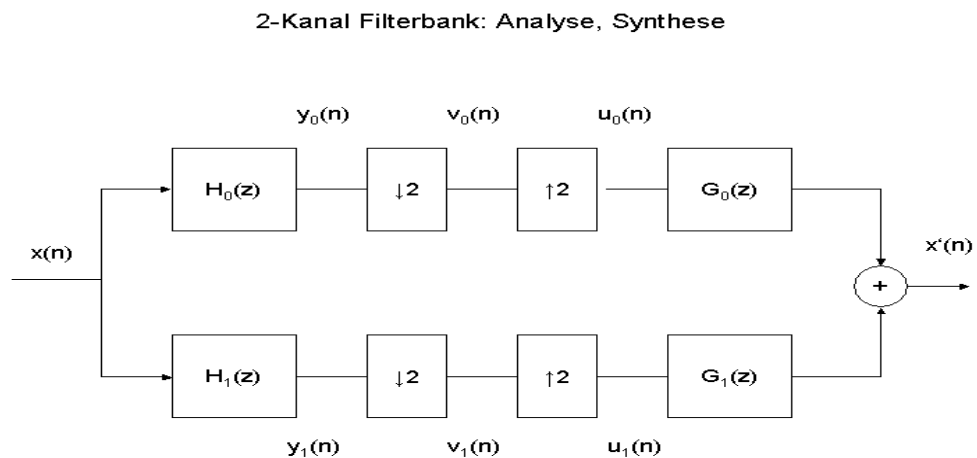 2-Kanal Filterbank: Analyse, Synthese
y₀(n) v₀(n) u₀(n)
H₀(z) ↓2 ↑2 G₀(z)
x(n) x‘(n)
+
H₁(z) ↓2 ↑2 G₁(z)
y₁(n) v₁(n) u₁(n)